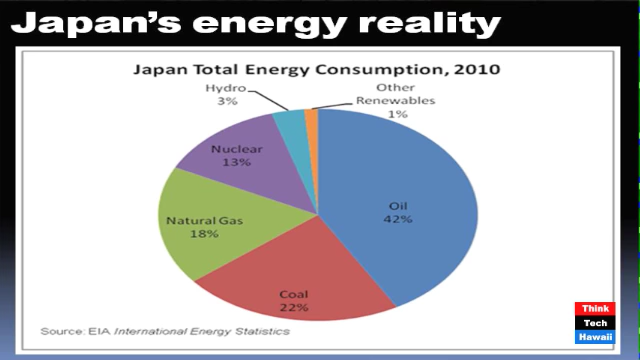 Japan's energy reality
Japan Total Energy Consumption, 2010
Hydro
3%
Other
Renewables
1%
Nuclear
13%
Oil
42%
Natural Gas
18%
Coal
22%
Source: EIA International Energy Statistics
Think
Tech
Hawaii